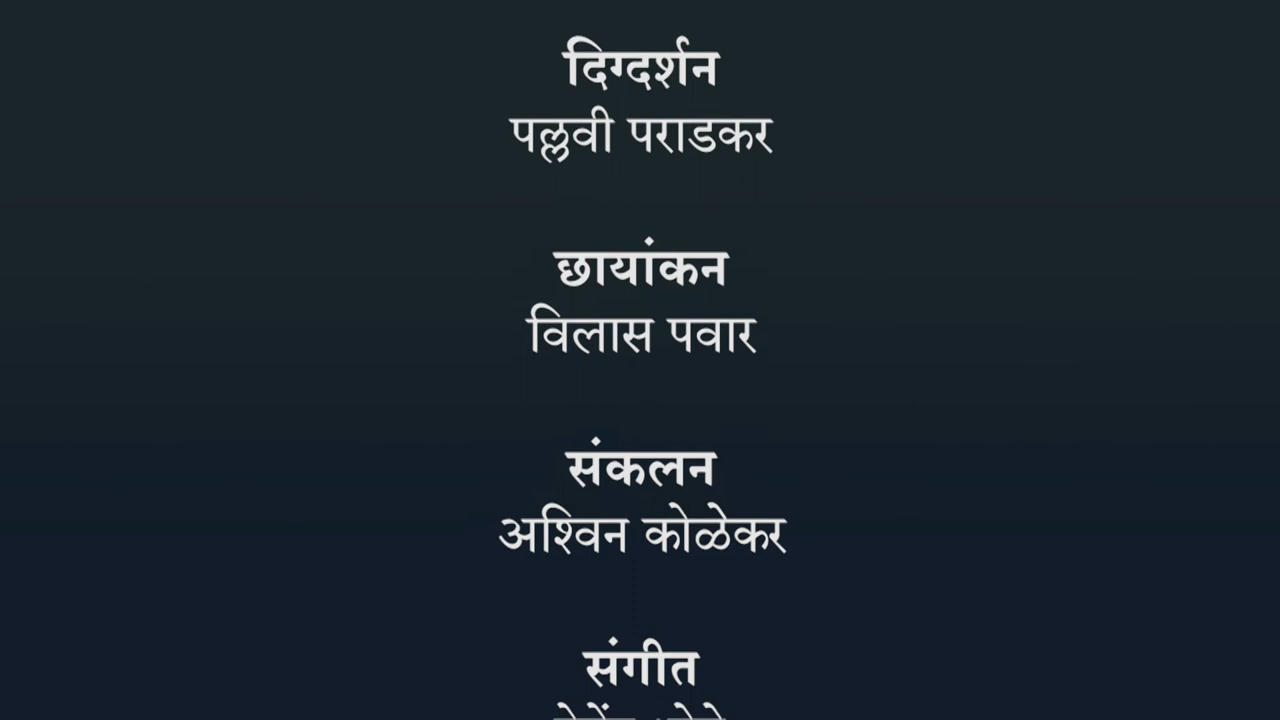 दिग्दर्शन
पल्लवी पराडकर
छायांकन
विलास पवार
संकलन
अश्विन कोळेकर
संगीत